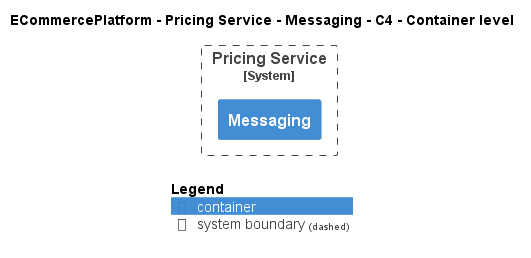 ECommercePlatform - Pricing Service - Messaging - C4 - Container level
Pricing Service
[System]
Messaging
Legend
container
system boundary (dashed)